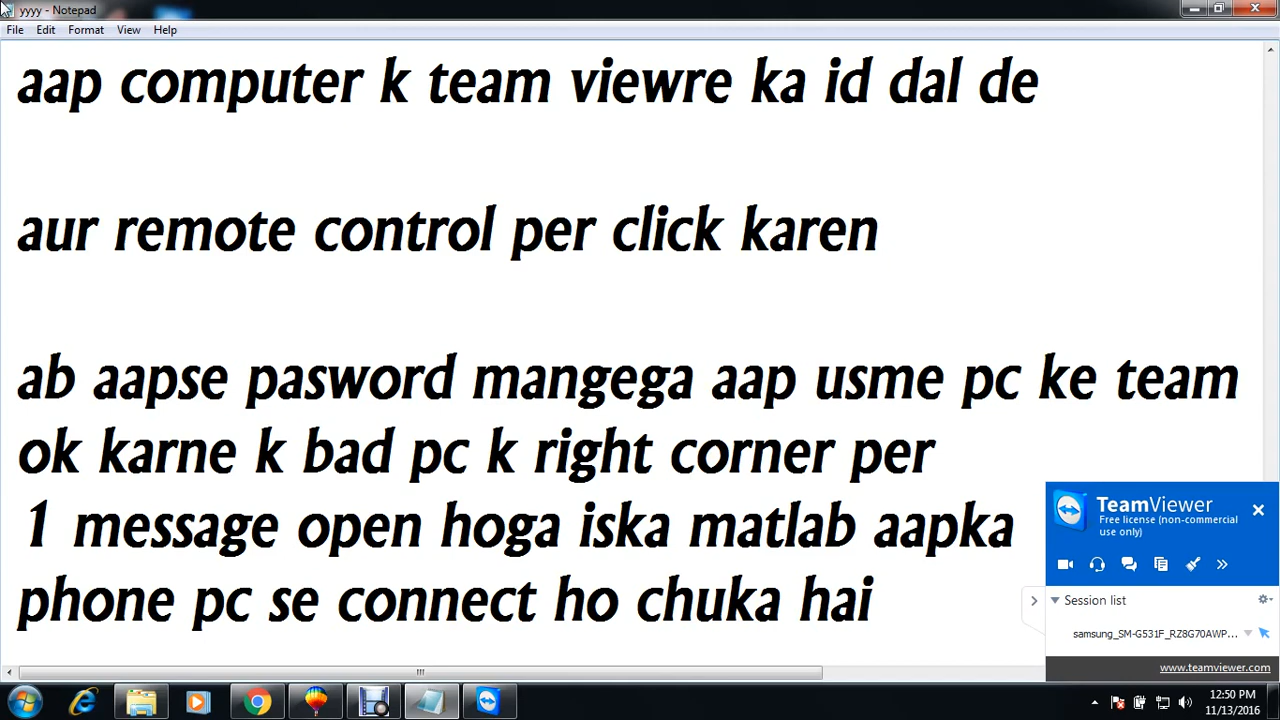 yyyy - Notepad
File Edit Format View Help
aap computer k team viewre ka id dal de
aur remote control per click karen
ab aapse pasword mangega aap usme pc ke team
ok karne k bad pc k right corner per
1 message open hoga iska matlab aapka
phone pc se connect ho chuka hai
TeamViewer
Free license (non-commercial
use only)
Session list
samsung_SM-G531F_RZ8G70AWP...
www.teamviewer.com
12:50 PM
11/13/2016